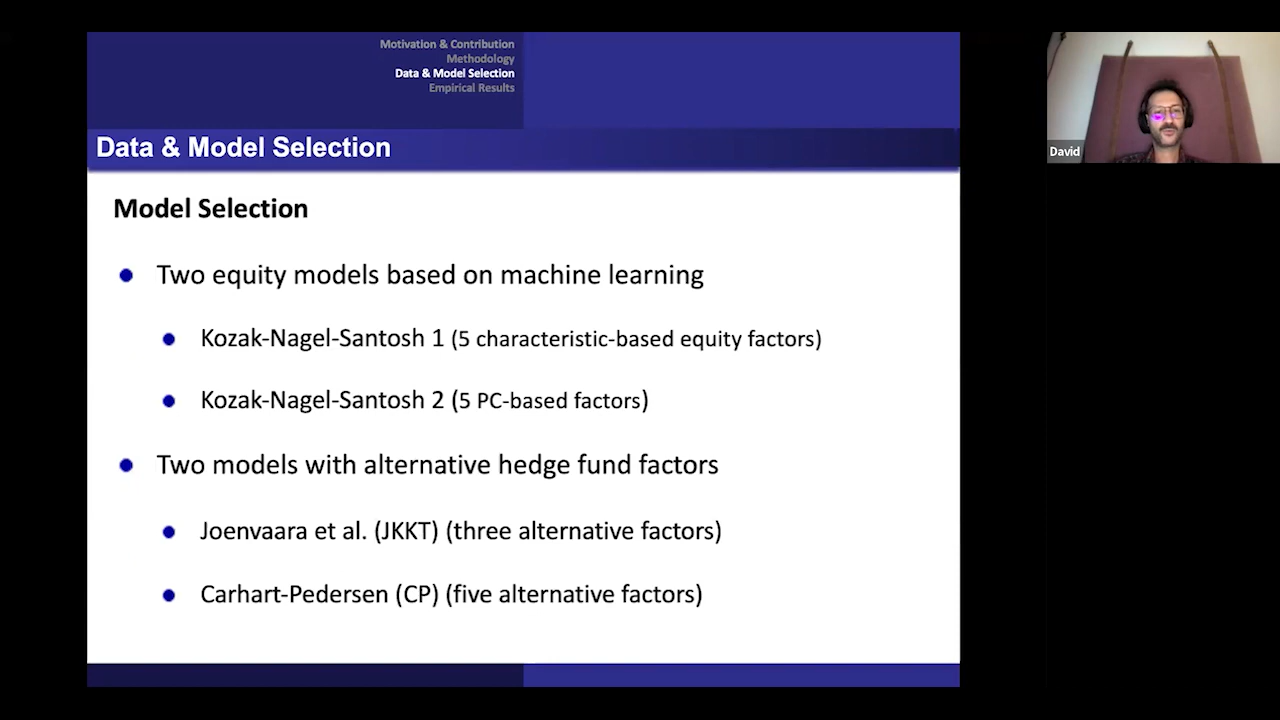 Motivation & Contribution
Methodology
Data & Model Selection
Empirical Results
Data & Model Selection
Model Selection
Two equity models based on machine learning
Kozak-Nagel-Santosh 1 (5 characteristic-based equity factors)
Kozak-Nagel-Santosh 2 (5 PC-based factors)
Two models with alternative hedge fund factors
Joenvaara et al. (JKKT) (three alternative factors)
Carhart-Pedersen (CP) (five alternative factors)
David